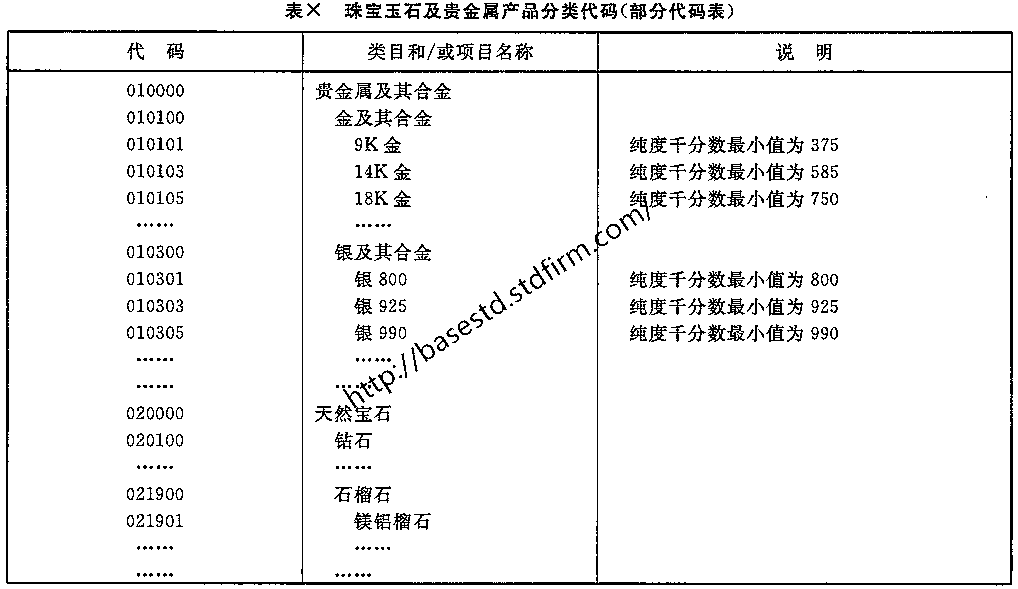 表× 珠宝玉石及贵金属产品分类代码(部分代码表)
代 码 类目和/或项目名称 说 明
010000 贵金属及其合金
010100 金及其合金
010101 9K 金 纯度千分数最小值为 375
010103 14K 金 纯度千分数最小值为 585
010105 18K 金 纯度千分数最小值为 750
…… ……
010300 银及其合金
010301 银 800 纯度千分数最小值为 800
010303 银 925 纯度千分数最小值为 925
010305 银 990 纯度千分数最小值为 990
…… ……
…… ……
020000 天然宝石
020100 钻石
…… ……
021900 石榴石
021901 镁铝榴石
…… ……
…… ……
http://basestd.stdfirm.com/